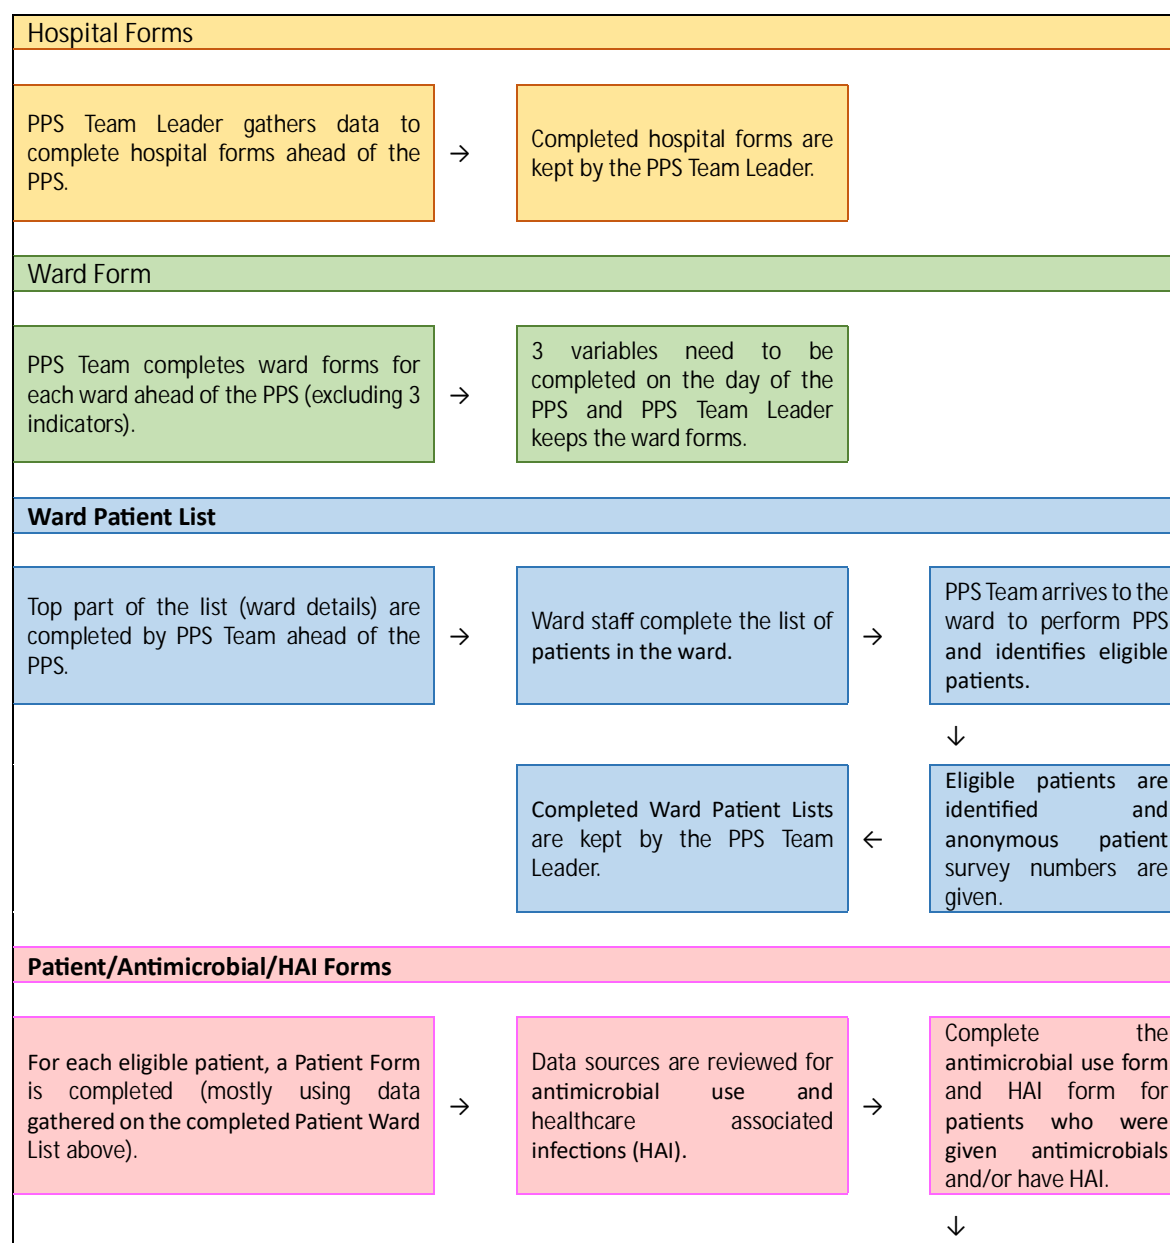 Hospital Forms
PPS Team Leader gathers data to
complete hospital forms ahead of the
PPS.
→
Completed hospital forms are
kept by the PPS Team Leader.
Ward Form
PPS Team completes ward forms for
each ward ahead of the PPS (excluding 3
indicators).
→
3 variables need to be
completed on the day of the
PPS and PPS Team Leader
keeps the ward forms.
Ward Patient List
Top part of the list (ward details) are
completed by PPS Team ahead of the
PPS.
→
Ward staff complete the list of
patients in the ward.
→
PPS Team arrives to the
ward to perform PPS
and identifies eligible
patients.
↓
Eligible patients are
identified and
anonymous patient
survey numbers are
given.
←
Completed Ward Patient Lists
are kept by the PPS Team
Leader.
Patient/Antimicrobial/HAI Forms
For each eligible patient, a Patient Form
is completed (mostly using data
gathered on the completed Patient Ward
List above).
→
Data sources are reviewed for
antimicrobial use and
healthcare associated
infections (HAI).
→
Complete the
antimicrobial use form
and HAI form for
patients who were
given antimicrobials
and/or have HAI.
↓